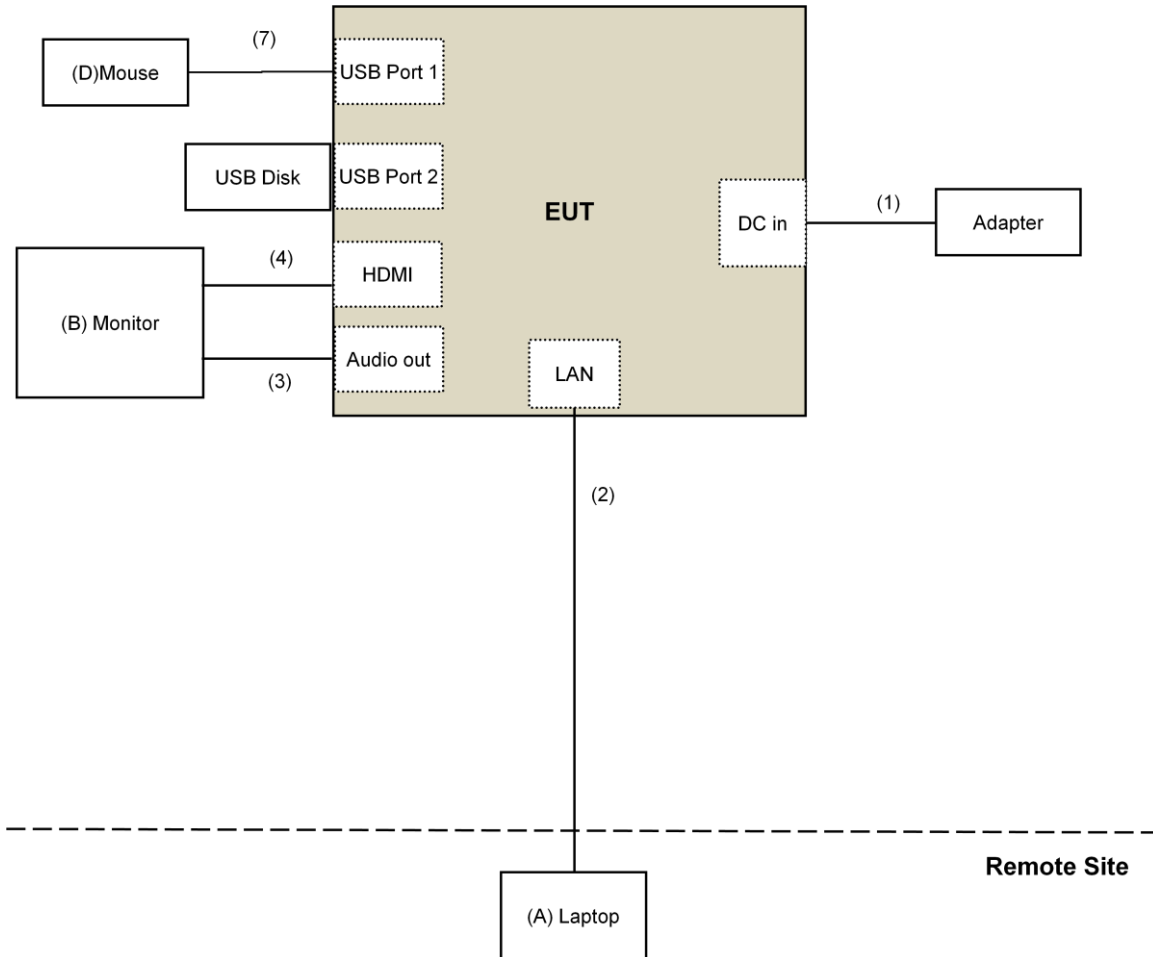 (7)
(D)Mouse
USB Port 1
USB Disk
USB Port 2
EUT
DC in
(1)
Adapter
(4)
HDMI
(B) Monitor
Audio out
(3)
LAN
(2)
Remote Site
(A) Laptop